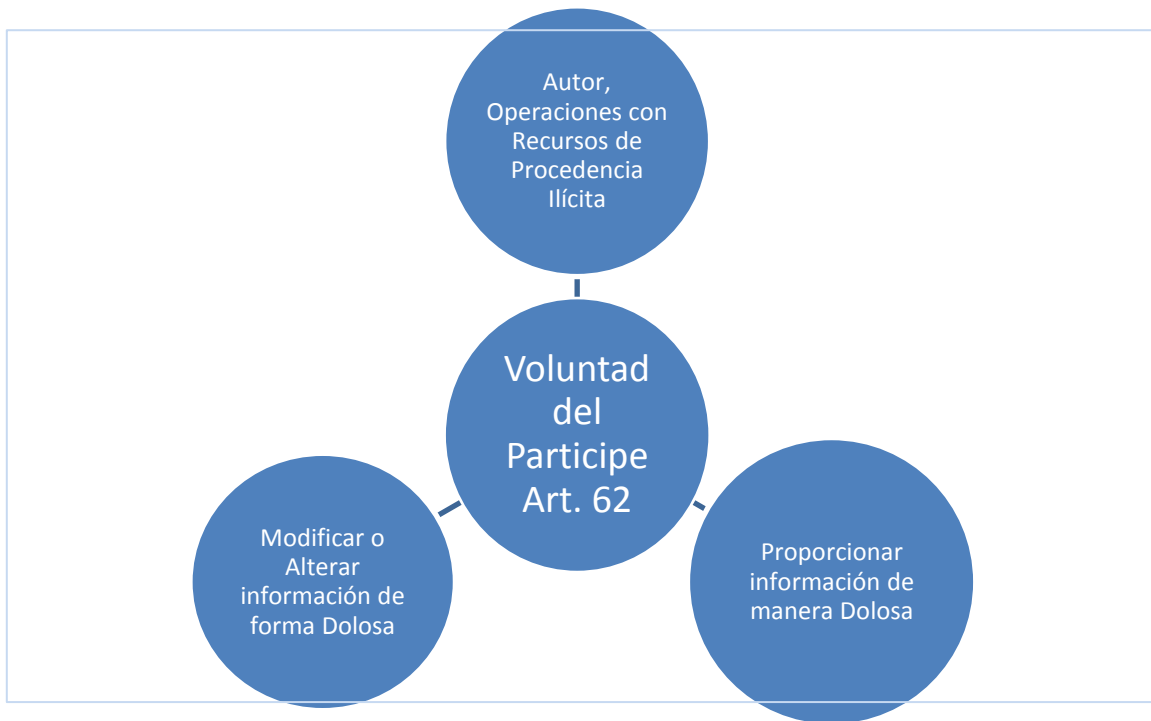 Autor,
Operaciones con
Recursos de
Procedencia
Ilícita
Voluntad
del
Participe
Art. 62
Modificar o
Alterar
información de
forma Dolosa
Proporcionar
información de
manera Dolosa